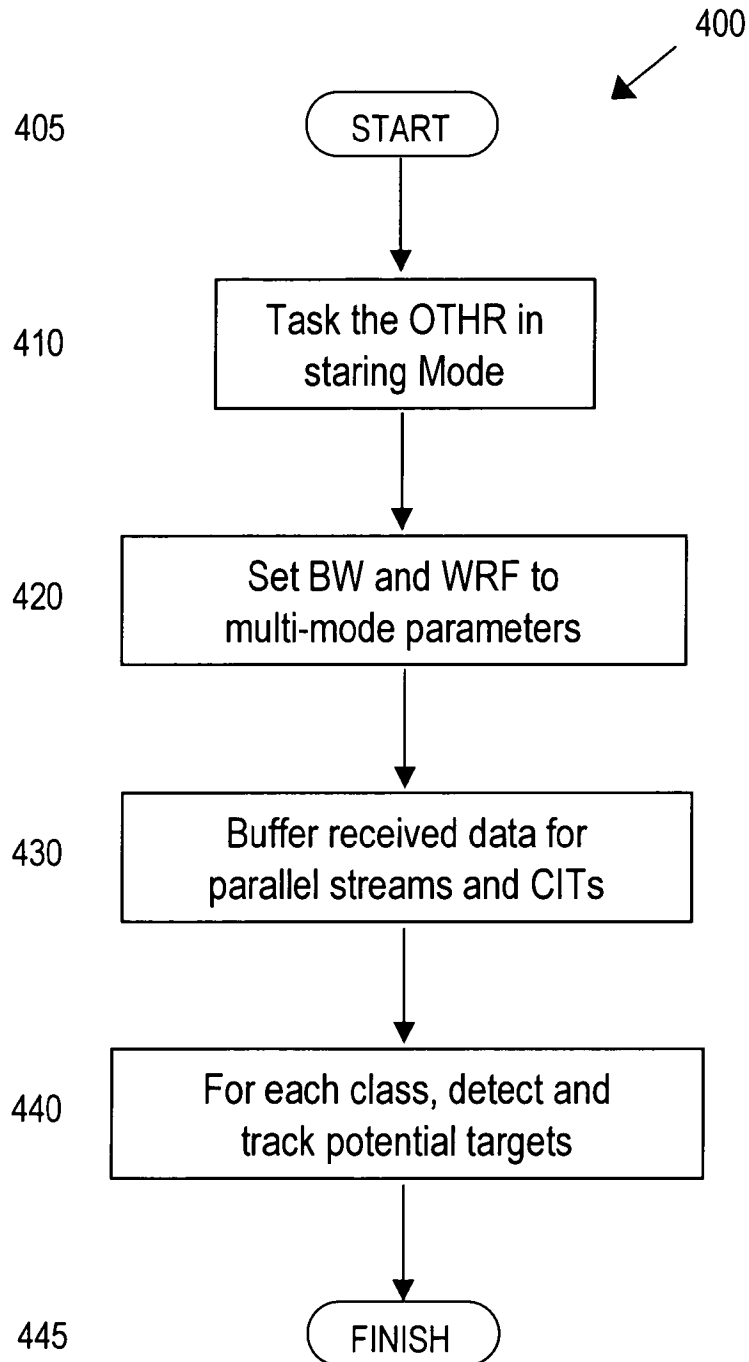 400
405
START
410
Task the OTHR in
staring Mode
420
Set BW and WRF to
multi-mode parameters
430
Buffer received data for
parallel streams and CITs
440
For each class, detect and
track potential targets
445
FINISH